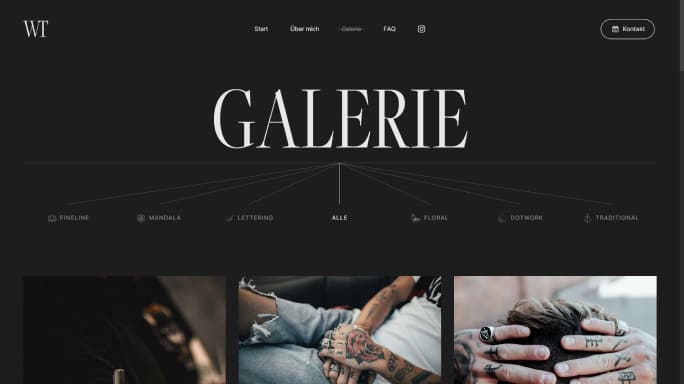 WT
Start Über mich Galerie FAQ Kontakt
GALERIE
FINELINE MANDALA LETTERING ALLE FLORAL DOTWORK TRADITIONAL